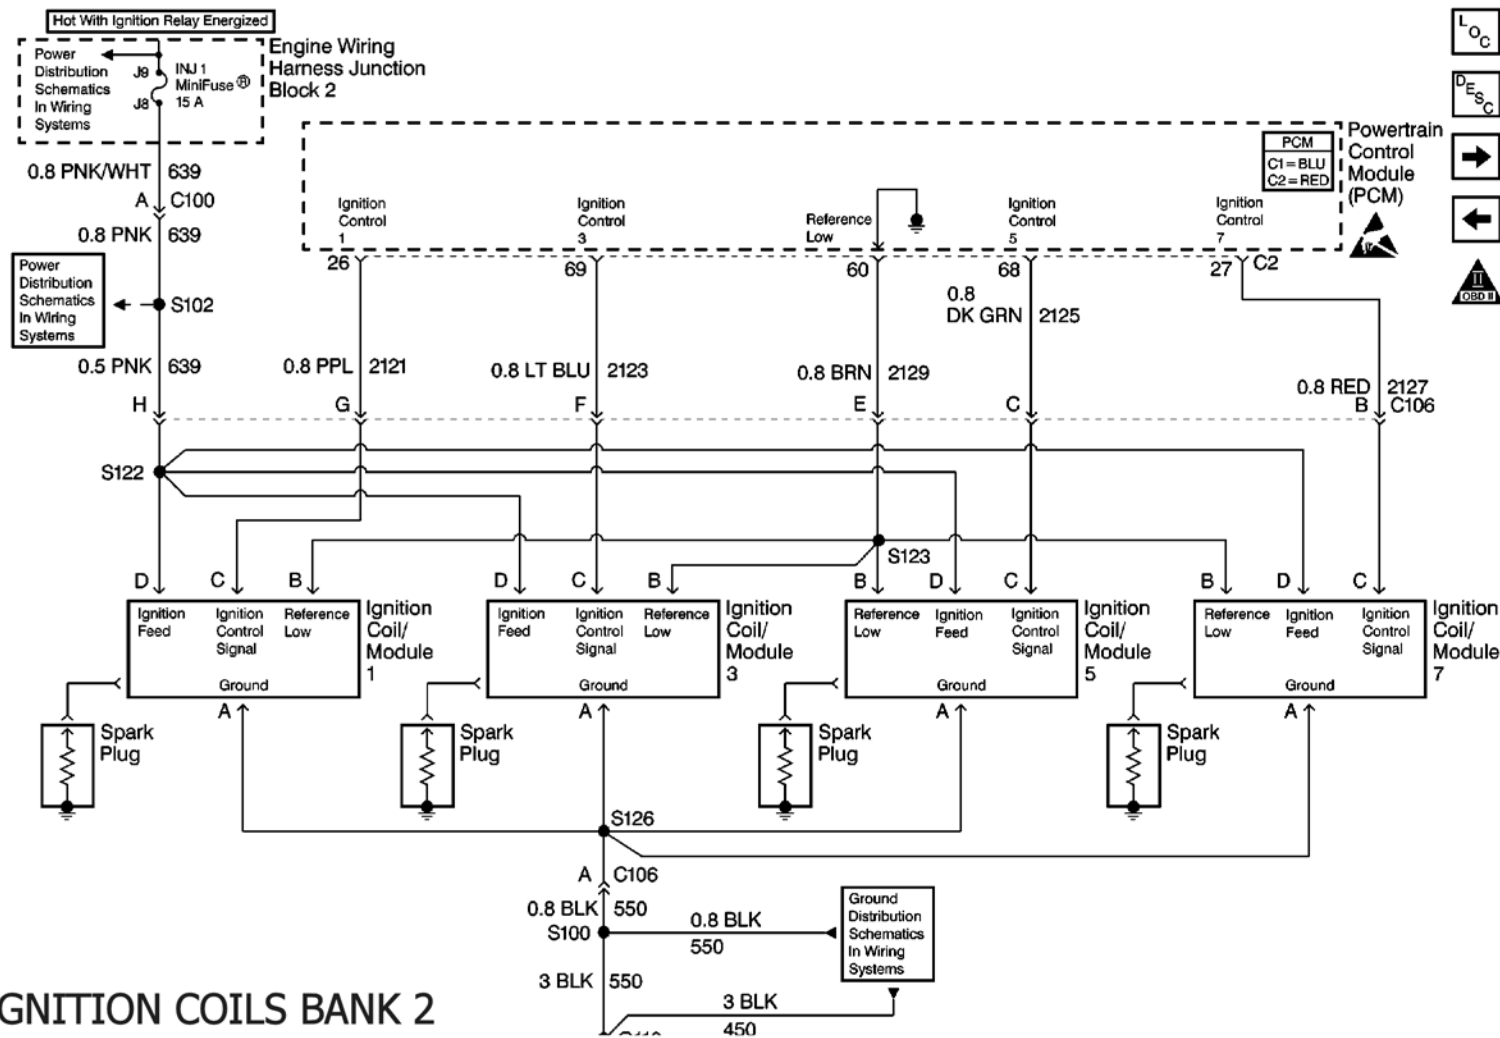 Hot With Ignition Relay Energized
Power
Distribution
Schematics
In Wiring
Systems
J9
J8
INJ 1
MiniFuse ®
15 A
Engine Wiring
Harness Junction
Block 2
L
O
C
D
E
S
C
II
OBD II
0.8 PNK/WHT 639
A C100
0.8 PNK 639
Power
Distribution
Schematics
In Wiring
Systems
S102
0.5 PNK 639
H
PCM
C1=BLU
C2=RED
Powertrain
Control
Module
(PCM)
Ignition
Control
1
Ignition
Control
3
Reference
Low
Ignition
Control
5
Ignition
Control
7
26
69
60
68
27
C2
0.8 PPL 2121
0.8 LT BLU 2123
0.8 BRN 2129
0.8
DK GRN 2125
0.8 RED 2127
G
F
E
C
B C106
S122
S123
D C B
D C B
B D C
B D C
Ignition
Feed
Ignition
Control
Signal
Reference
Low
Ground
Ignition
Coil/
Module
1
Ignition
Feed
Ignition
Control
Signal
Reference
Low
Ground
Ignition
Coil/
Module
3
Reference
Low
Ignition
Feed
Ignition
Control
Signal
Ground
Ignition
Coil/
Module
5
Reference
Low
Ignition
Feed
Ignition
Control
Signal
Ground
Ignition
Coil/
Module
7
A
A
A
A
Spark
Plug
Spark
Plug
Spark
Plug
Spark
Plug
S126
A C106
0.8 BLK 550
S100
0.8 BLK
550
Ground
Distribution
Schematics
In Wiring
Systems
3 BLK 550
3 BLK
450
GNITION COILS BANK 2